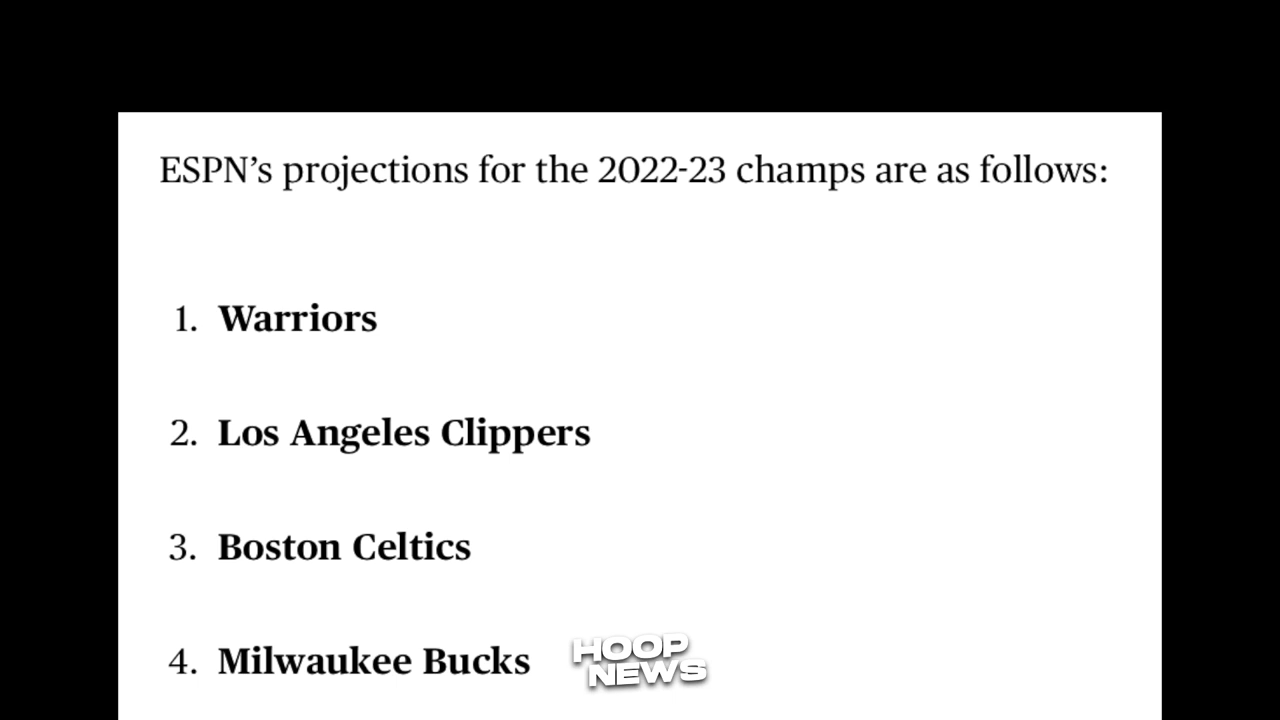 ESPN’s projections for the 2022-23 champs are as follows:
1. Warriors
2. Los Angeles Clippers
3. Boston Celtics
4. Milwaukee Bucks
HOOP
NEWS